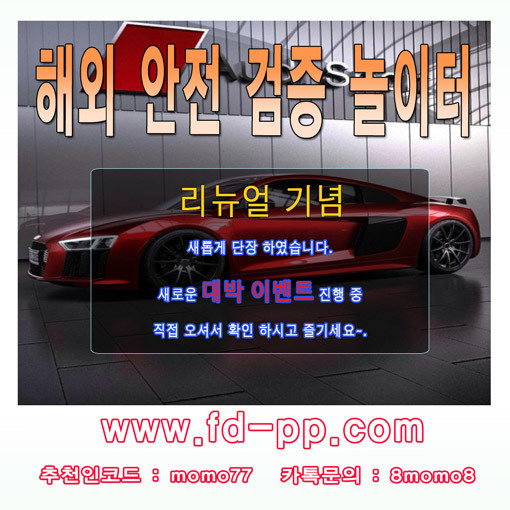 해외 안전 검증 놀이터
리뉴얼 기념
새롭게 단장 하였습니다.
새로운 대박 이벤트 진행 중
직접 오셔서 확인 하시고 즐기세요~.
www.fd-pp.com
추천인코드 : momo77 카톡문의 : 8momo8